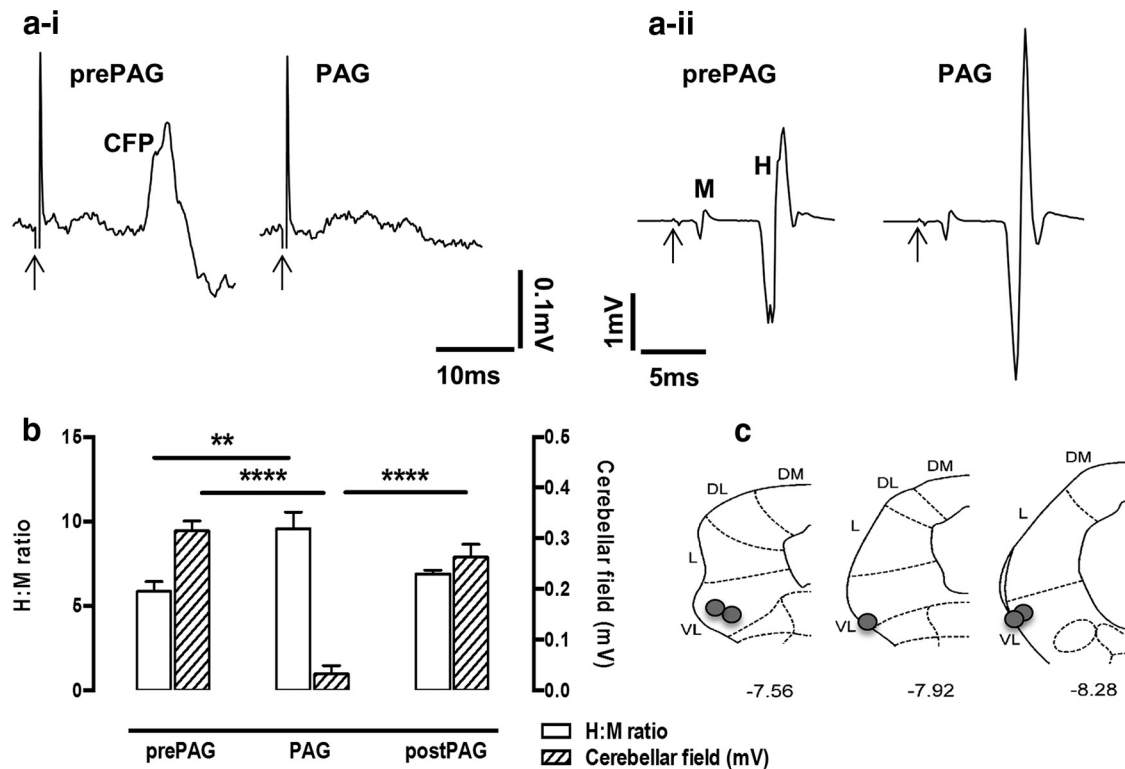 a-i
prePAG
PAG
CFP
0.1mV
10ms
a-ii
prePAG
PAG
M
H
1mV
5ms
b
15
10
5
0
H:M ratio
**
****
****
0.5
0.4
0.3
0.2
0.1
0.0
Cerebellar field (mV)
prePAG
PAG
postPAG
H:M ratio
Cerebellar field (mV)
c
DL
DM
L
VL
-7.56
DL
DM
L
VL
-7.92
DM
L
VL
-8.28